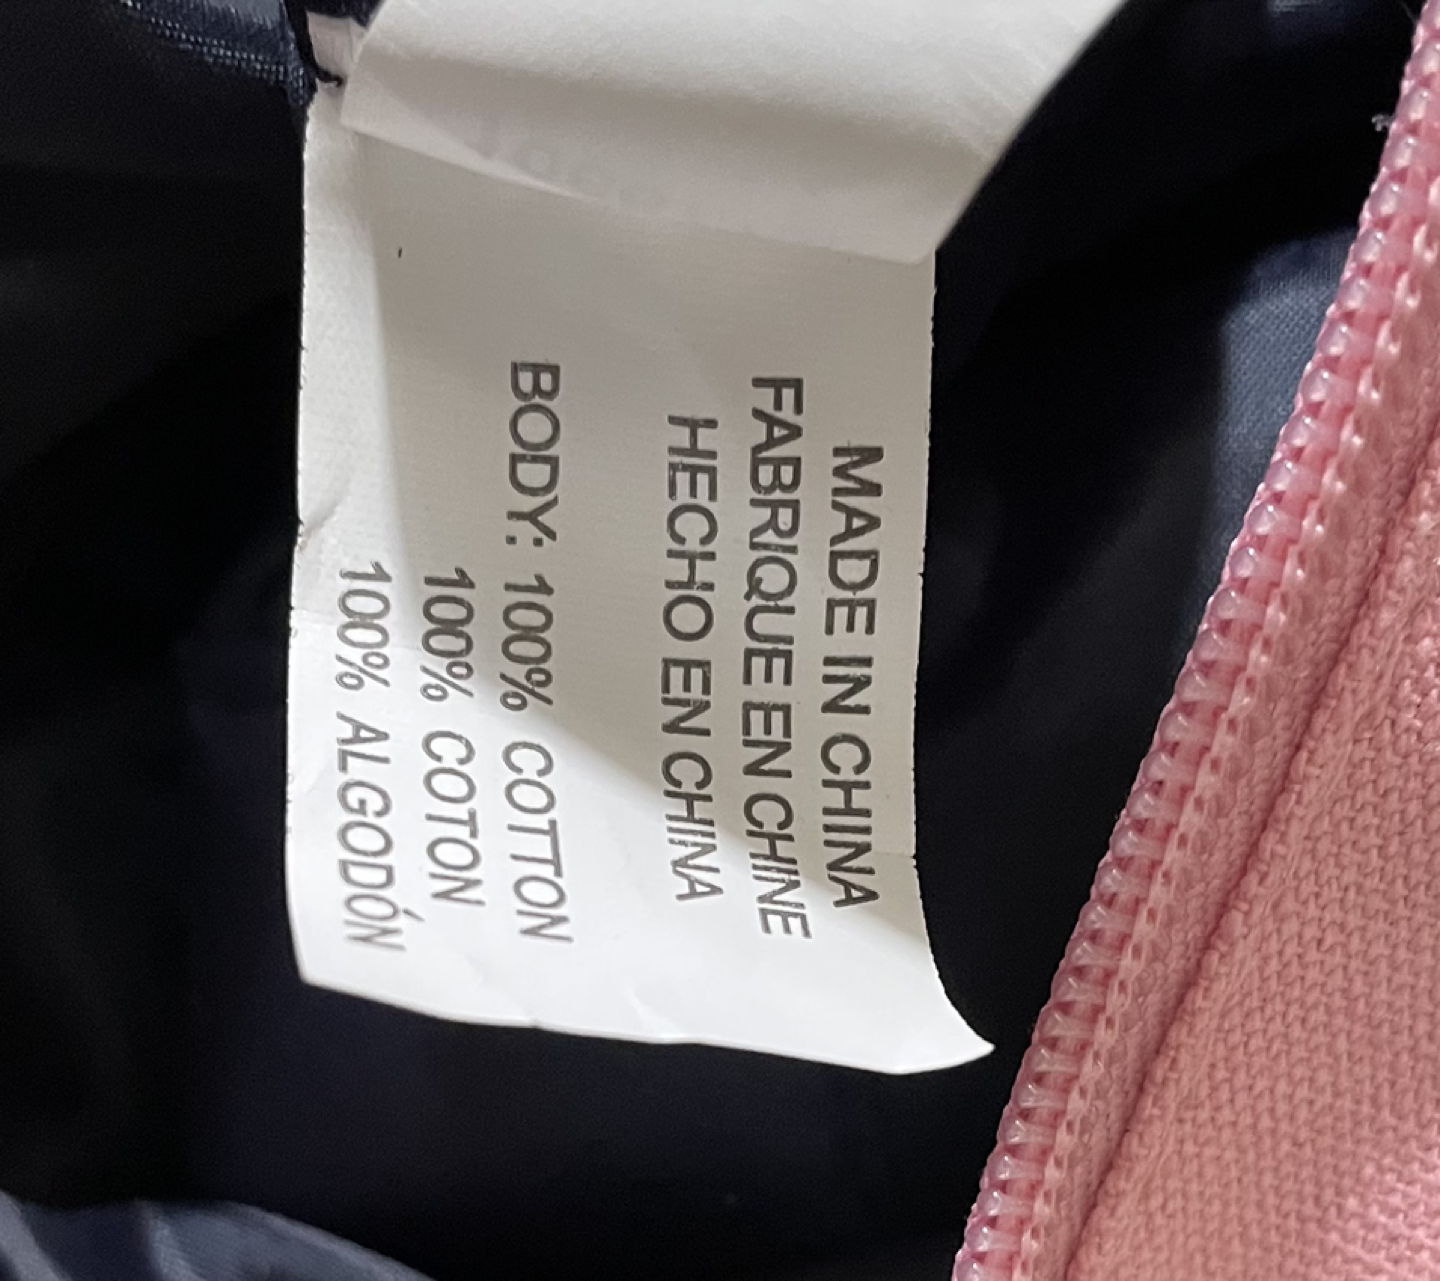 MADE IN CHINA
FABRIQUE EN CHINE
HECHO EN CHINA
BODY: 100% COTTON
100% COTON
100% ALGODÓN